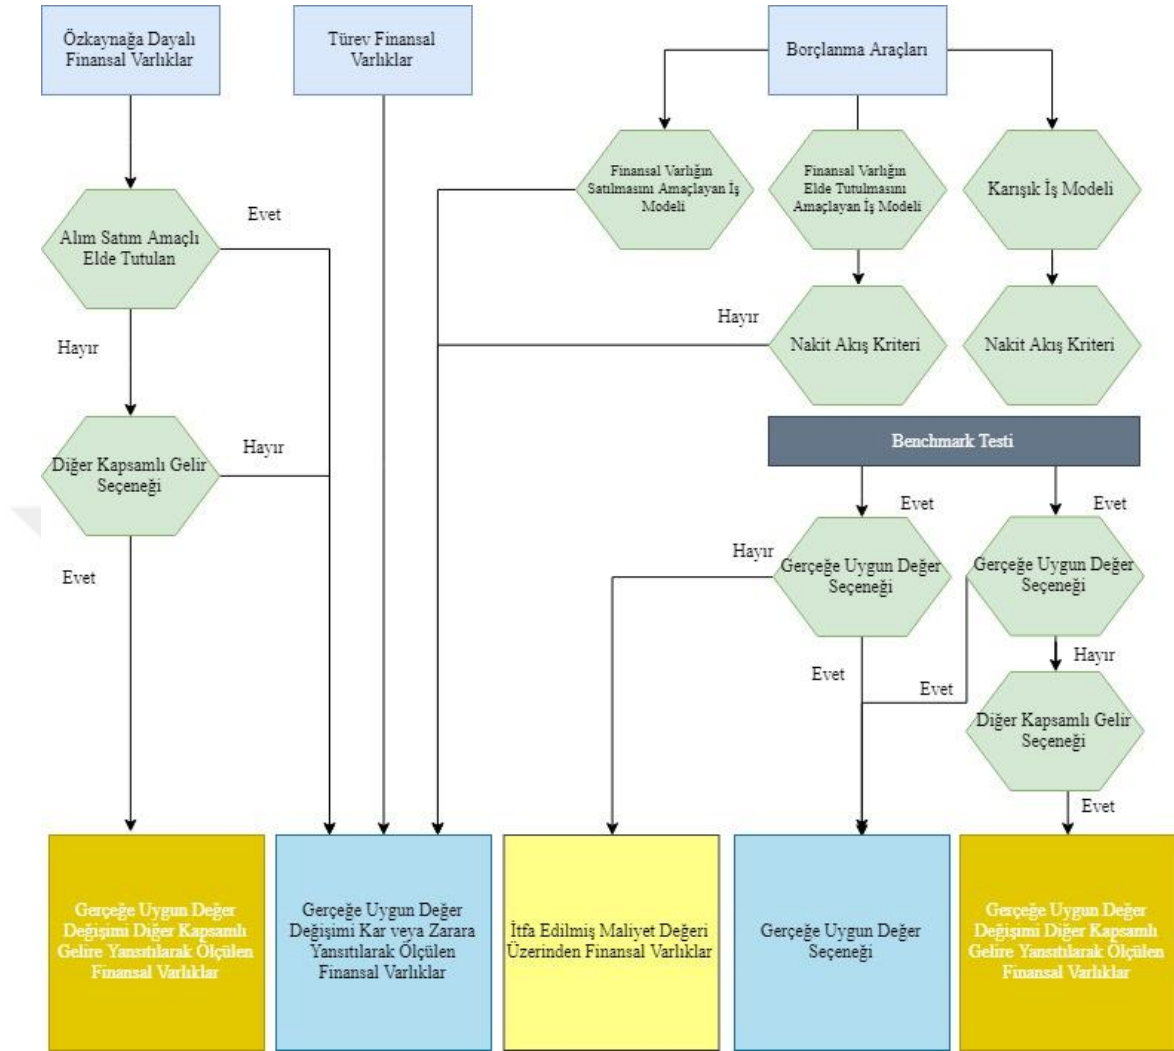 Özkaynağa Dayalı
Finansal Varlıklar
Türev Finansal
Varlıklar
Borçlanma Araçları
Finansal Varlığın
Satılmasını Amaçlayan İş
Modeli
Finansal Varlığın
Elde Tutulmasını
Amaçlayan İş Modeli
Karışık İş Modeli
Evet
Alım Satım Amaçlı
Elde Tutulan
Hayır
Hayır
Nakit Akış Kriteri
Nakit Akış Kriteri
Benchmark Testi
Hayır
Diğer Kapsamlı Gelir
Seçeneği
Evet
Evet
Evet
Hayır
Gerçeğe Uygun Değer
Seçeneği
Gerçeğe Uygun Değer
Seçeneği
Hayır
Evet
Evet
Diğer Kapsamlı Gelir
Seçeneği
Evet
Gerçeğe Uygun Değer
Değişimi Diğer Kapsamlı
Gelire Yansıtılarak Ölçülen
Finansal Varlıklar
Gerçeğe Uygun Değer
Değişimi Kar veya Zarara
Yansıtılarak Ölçülen
Finansal Varlıklar
İtfa Edilmiş Maliyet Değeri
Üzerinden Finansal Varlıklar
Gerçeğe Uygun Değer
Seçeneği
Gerçeğe Uygun Değer
Değişimi Diğer Kapsamlı
Gelire Yansıtılarak Ölçülen
Finansal Varlıklar